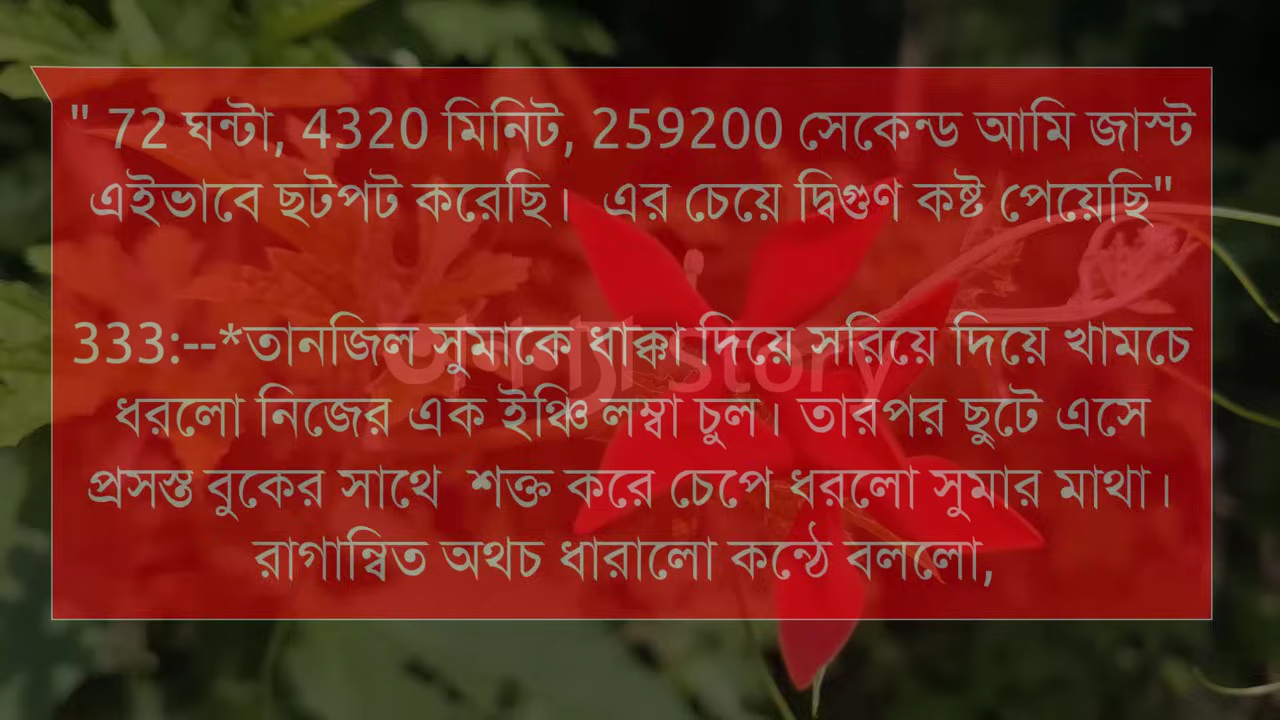 " 72 ঘন্টা, 4320 মিনিট, 259200 সেকেন্ড আমি জাস্ট
এইভাবে ছটপট করেছি।  এর চেয়ে দ্বিগুণ কষ্ট পেয়েছি"
333:--*তানজিল সুমাকে ধাক্কা দিয়ে সরিয়ে দিয়ে খামচে
ধরলো নিজের এক ইঞ্চি লম্বা চুল। তারপর ছুটে এসে
প্রসস্ত বুকের সাথে  শক্ত করে চেপে ধরলো সুমার মাথা।
রাগান্বিত অথচ ধারালো কন্ঠে বললো,
story